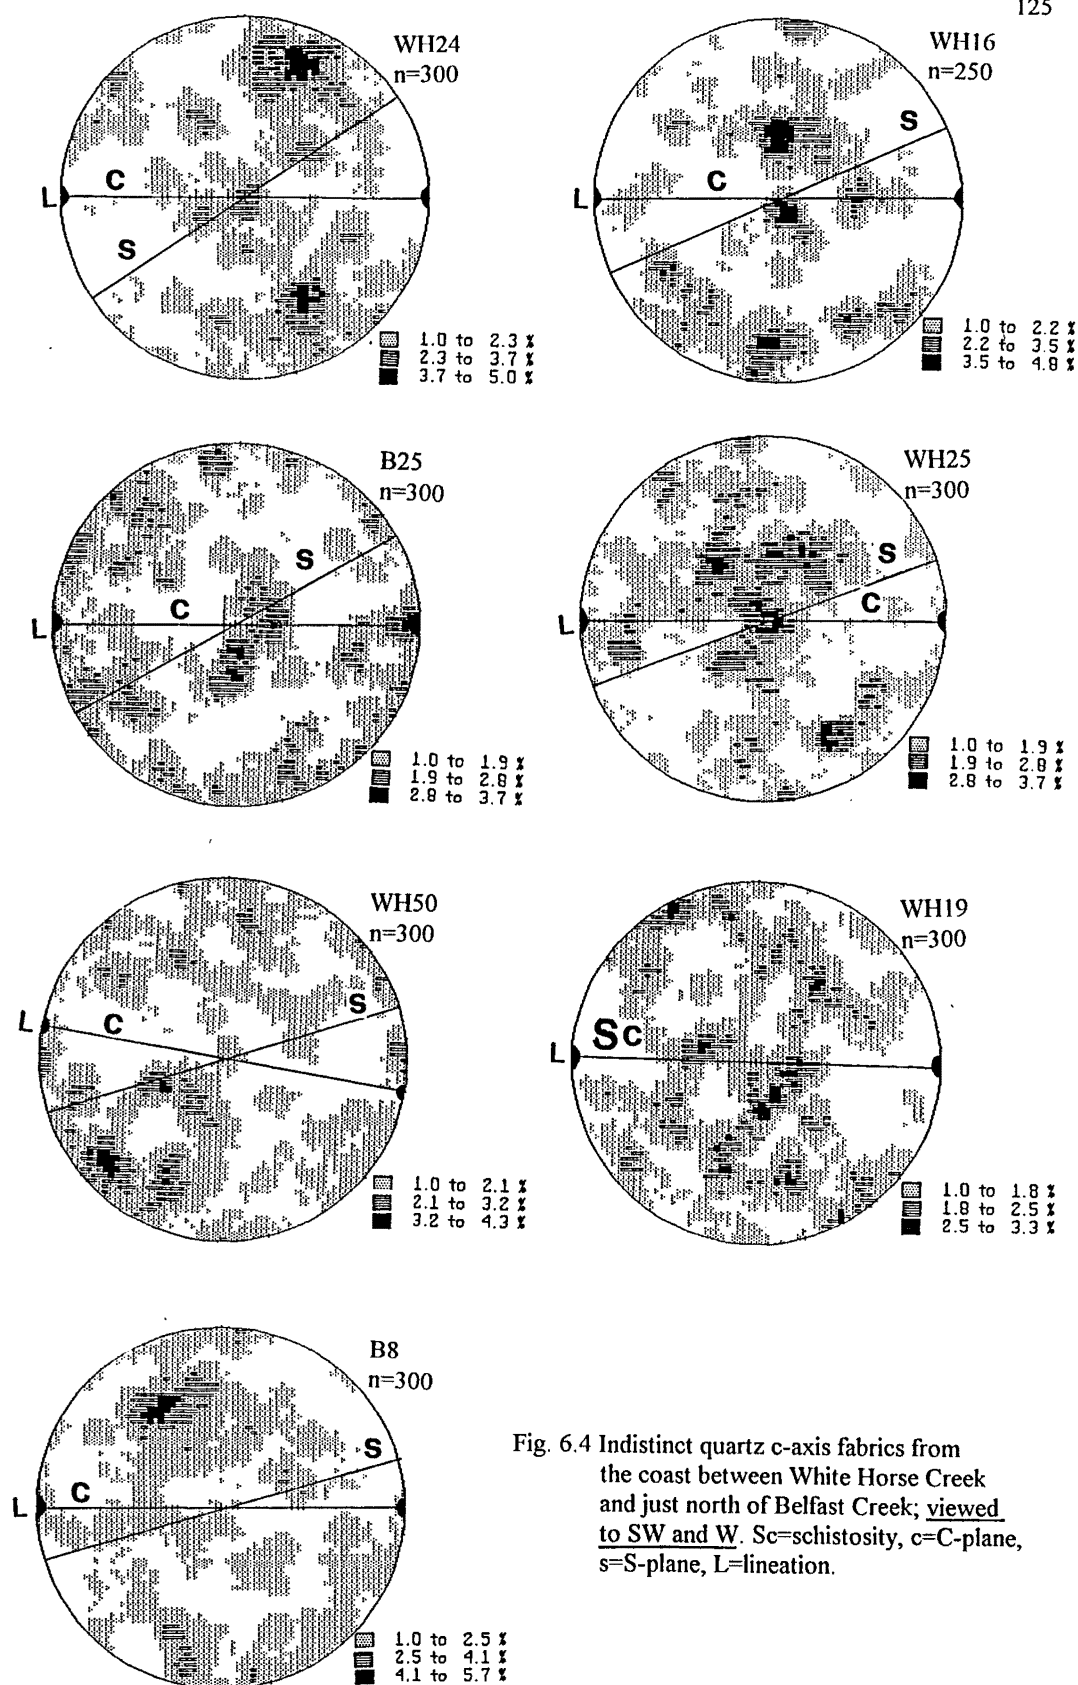 125
WH24
n=300
S
C
L
S
1.0 to 2.3 %
2.3 to 3.7 %
3.7 to 5.0 %
WH16
n=250
S
C
L
1.0 to 2.2 %
2.2 to 3.5 %
3.5 to 4.8 %
B25
n=300
S
C
L
1.0 to 1.9 %
1.9 to 2.8 %
2.8 to 3.7 %
WH25
n=300
S
C
L
1.0 to 1.9 %
1.9 to 2.8 %
2.8 to 3.7 %
WH50
n=300
S
L C
1.0 to 2.1 %
2.1 to 3.2 %
3.2 to 4.3 %
WH19
n=300
Sc
L
1.0 to 1.8 %
1.8 to 2.5 %
2.5 to 3.3 %
B8
n=300
S
C
L
1.0 to 2.5 %
2.5 to 4.1 %
4.1 to 5.7 %
Fig. 6.4 Indistinct quartz c-axis fabrics from
the coast between White Horse Creek
and just north of Belfast Creek; viewed
to SW and W. Sc=schistosity, c=C-plane,
s=S-plane, L=lineation.